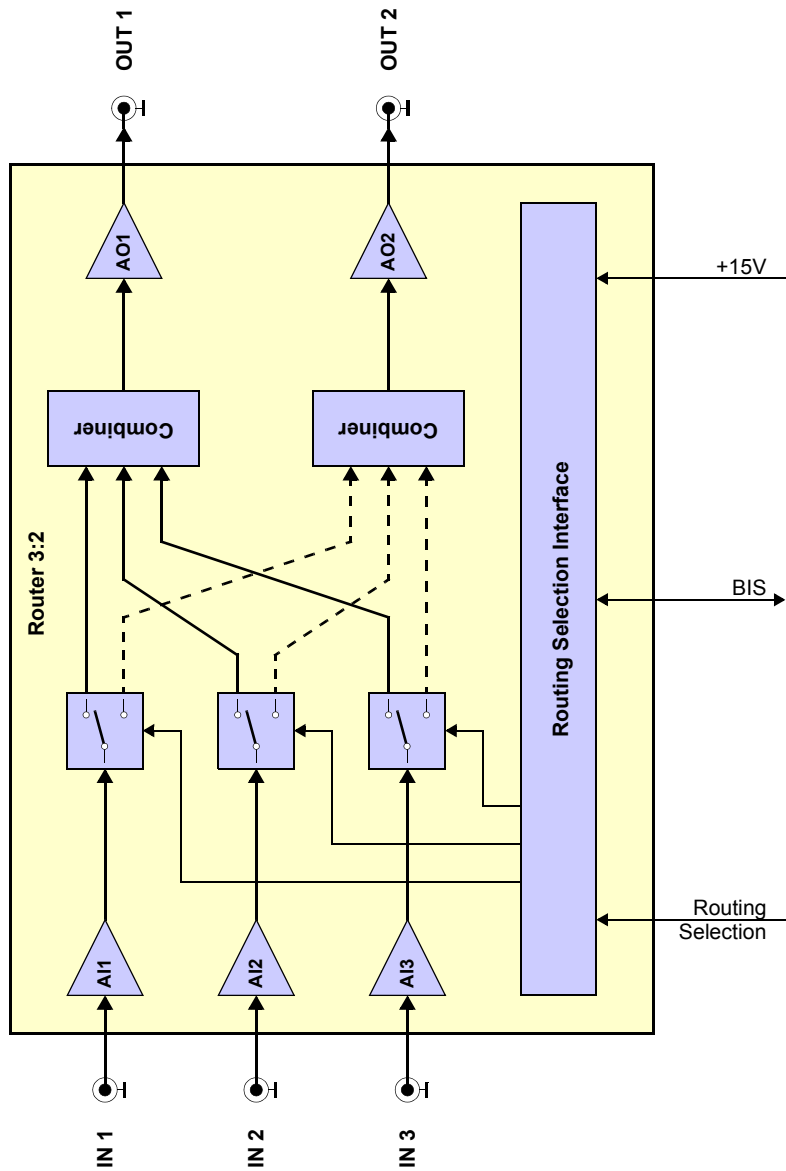 OUT 1
OUT 2
AO1
AO2
Combiner
Combiner
Router 3:2
Routing Selection Interface
+15V
BIS
Routing
Selection
AI1
AI2
AI3
IN 1
IN 2
IN 3